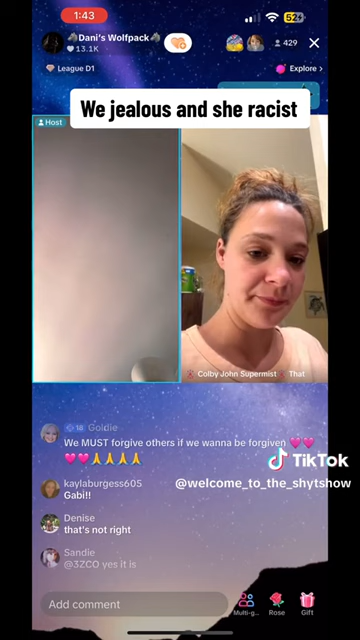 1:43
52
🐺Dani's Wolfpack🐺
13.1K
429
League D1
Explore >
We jealous and she racist
Host
Colby John Supermist
That
18 Goldie
We MUST forgive others if we wanna be forgiven 💗💗
💗💗🙏🙏🙏🙏
TikTok
@welcome_to_the_shytshow
kaylaburgess605
Gabi!!
Denise
that's not right
Sandie
@3ZCO yes it is
Add comment
Multi-g...
Rose
Gift